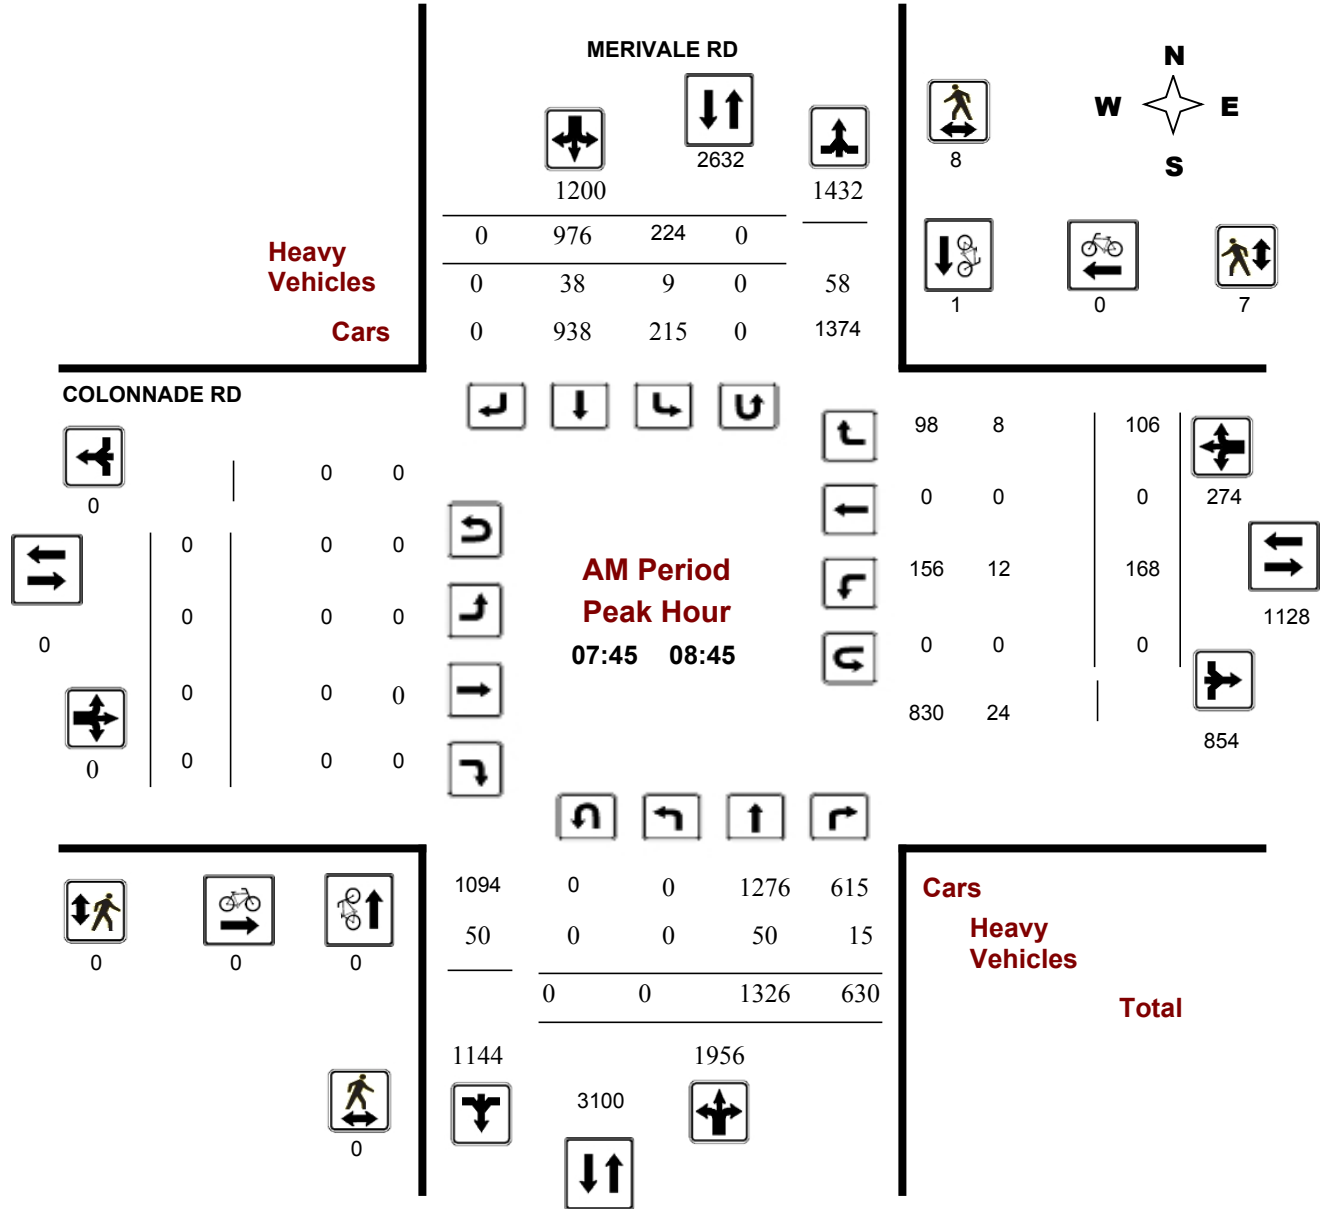 MERIVALE RD
N
W E
S
2632
8
1200
1432
0 976 224 0
Heavy
Vehicles
0 38 9 0 58
1 0 7
Cars 0 938 215 0 1374
COLONNADE RD
98 8 106
0
0 0
274
0 0 0
0 0 0
AM Period
156 12 168
Peak Hour
1128
0 0 0
0
07:45 08:45
0 0 0
0 0 0
830 24
854
0
0 0 0
1094 0 0 1276 615
Cars
50 0 0 50 15
Heavy
Vehicles
0 0 0
0 0 1326 630
Total
1144 1956
3100
0